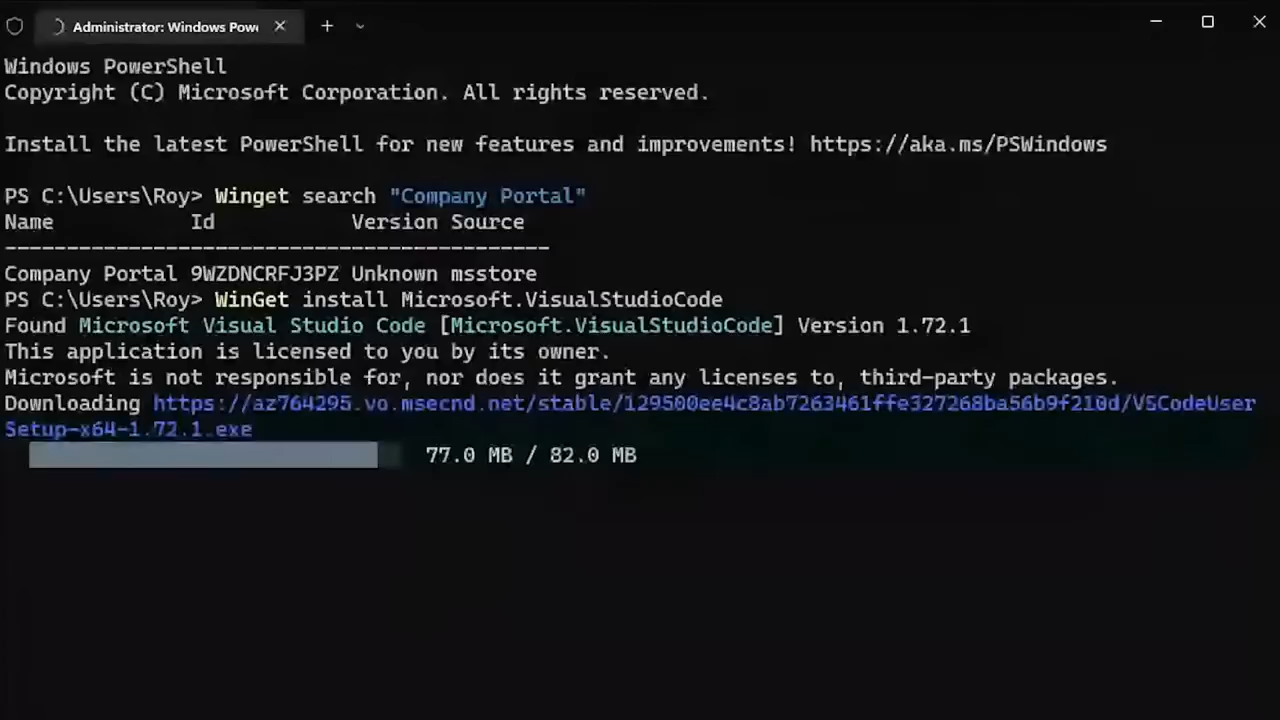 Administrator: Windows Pow
Windows PowerShell
Copyright (C) Microsoft Corporation. All rights reserved.
Install the latest PowerShell for new features and improvements! https://aka.ms/PSWindows
PS C:\Users\Roy> Winget search "Company Portal"
Name Id Version Source
-------------------------------------------
Company Portal 9WZDNCRFJ3PZ Unknown msstore
PS C:\Users\Roy> WinGet install Microsoft.VisualStudioCode
Found Microsoft Visual Studio Code [Microsoft.VisualStudioCode] Version 1.72.1
This application is licensed to you by its owner.
Microsoft is not responsible for, nor does it grant any licenses to, third-party packages.
Downloading https://az764295.vo.msecnd.net/stable/129500ee4c8ab7263461ffe327268ba56b9f210d/VSCodeUser
Setup-x64-1.72.1.exe
77.0 MB / 82.0 MB